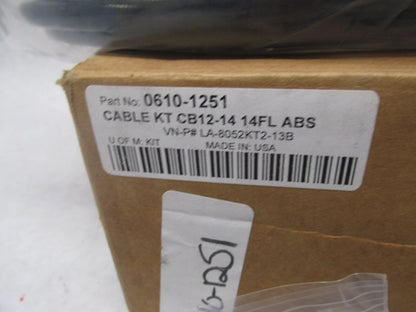 Part No: 0610-1251
CABLE KT CB12-14 14FL ABS
VN-P# LA-8052KT2-13B
U OF M: KIT MADE IN: USA